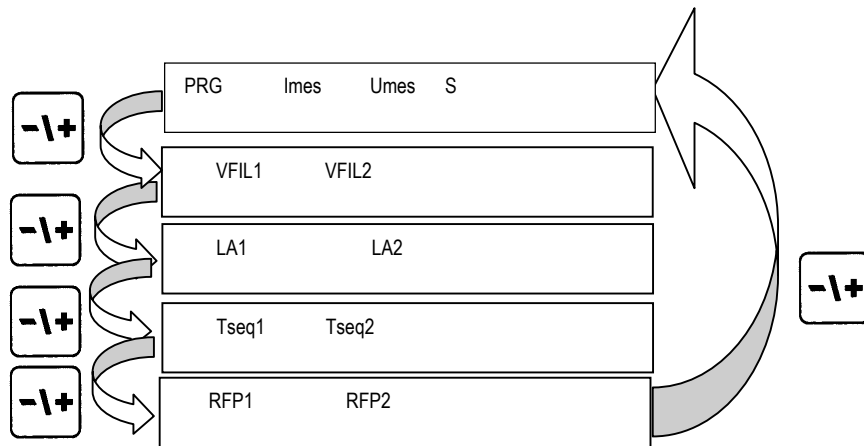 PRG Imes Umes S
-\+
VFIL1 VFIL2
-\+
LA1 LA2
-\+
-\+
Tseq1 Tseq2
-\+
RFP1 RFP2